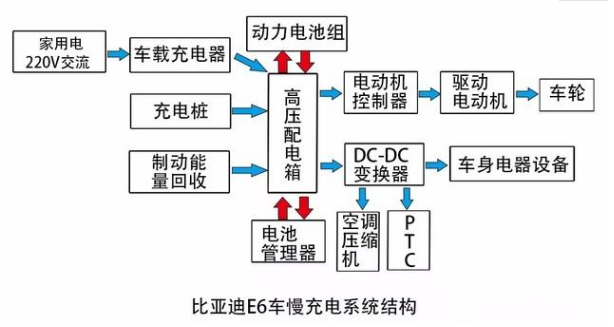 家用电
220V交流
车载充电器
动力电池组
充电桩
制动能
量回收
高
压
配
电
箱
电动机
控制器
驱动
电动机
车轮
DC-DC
变换器
车身电器设备
空调
压缩
机
P
T
C
电池
管理器
比亚迪E6车慢充电系统结构